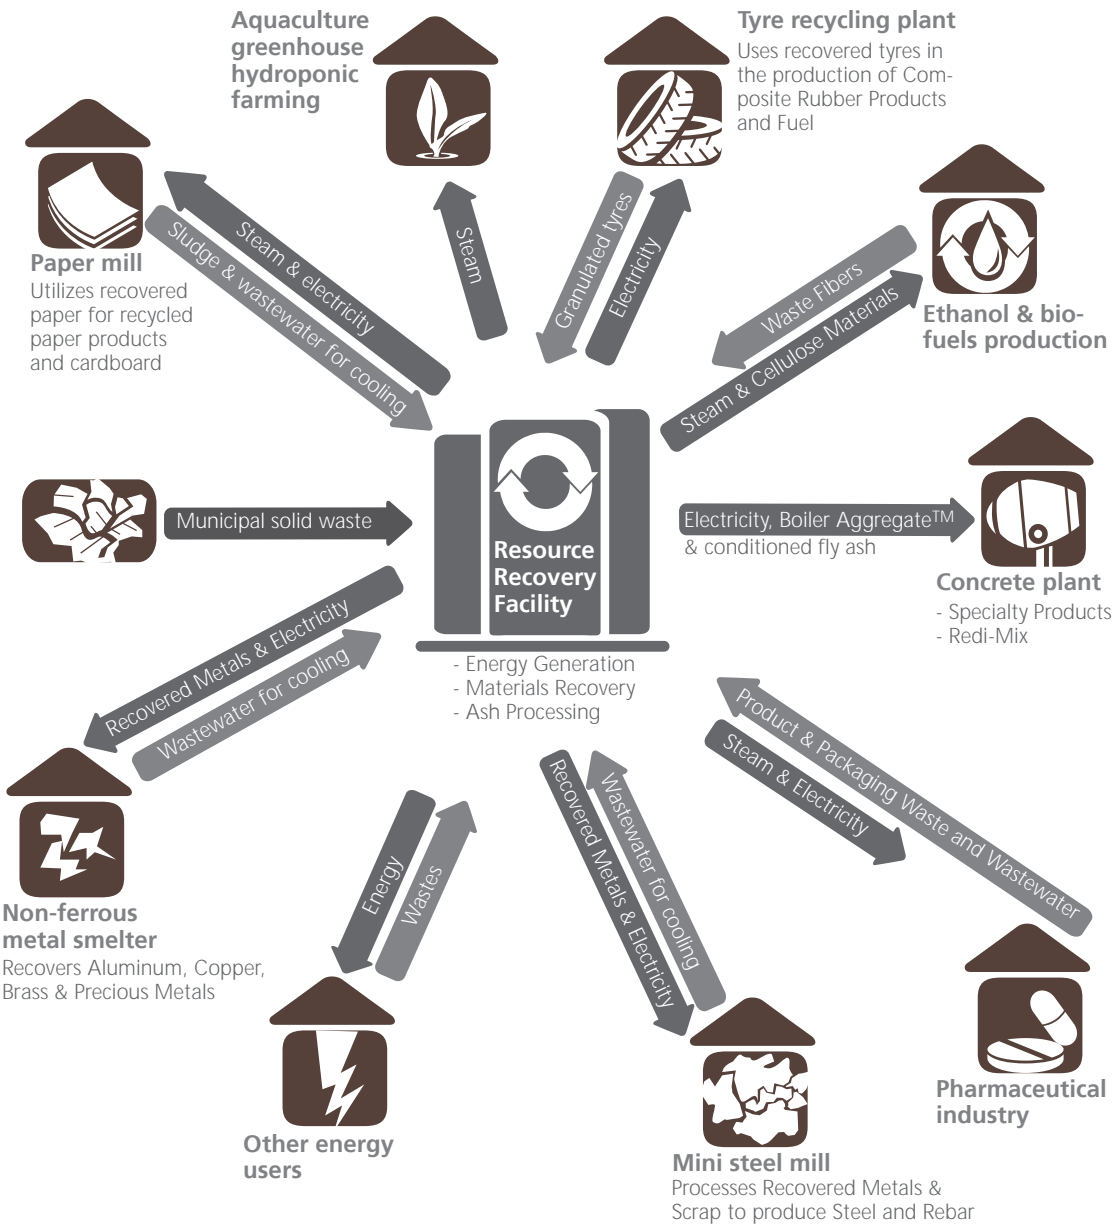 Aquaculture
greenhouse
hydroponic
farming
Tyre recycling plant
Uses recovered tyres in
the production of Com-
posite Rubber Products
and Fuel
Paper mill
Utilizes recovered
paper for recycled
paper products
and cardboard
Steam & electricity
Sludge & wastewater for cooling
Steam
Granulated tyres
Electricity
Waste Fibers
Steam & Cellulose Materials
Ethanol & bio-
fuels production
Municipal solid waste
Resource
Recovery
Facility
- Energy Generation
- Materials Recovery
- Ash Processing
Electricity, Boiler Aggregate™
& conditioned fly ash
Concrete plant
- Specialty Products
- Redi-Mix
Recovered Metals & Electricity
Wastewater for cooling
Non-ferrous
metal smelter
Recovers Aluminum, Copper,
Brass & Precious Metals
Energy
Wastes
Other energy
users
Recovered Metals & Electricity
Wastewater for cooling
Mini steel mill
Processes Recovered Metals &
Scrap to produce Steel and Rebar
Product & Packaging Waste and Wastewater
Steam & Electricity
Pharmaceutical
industry